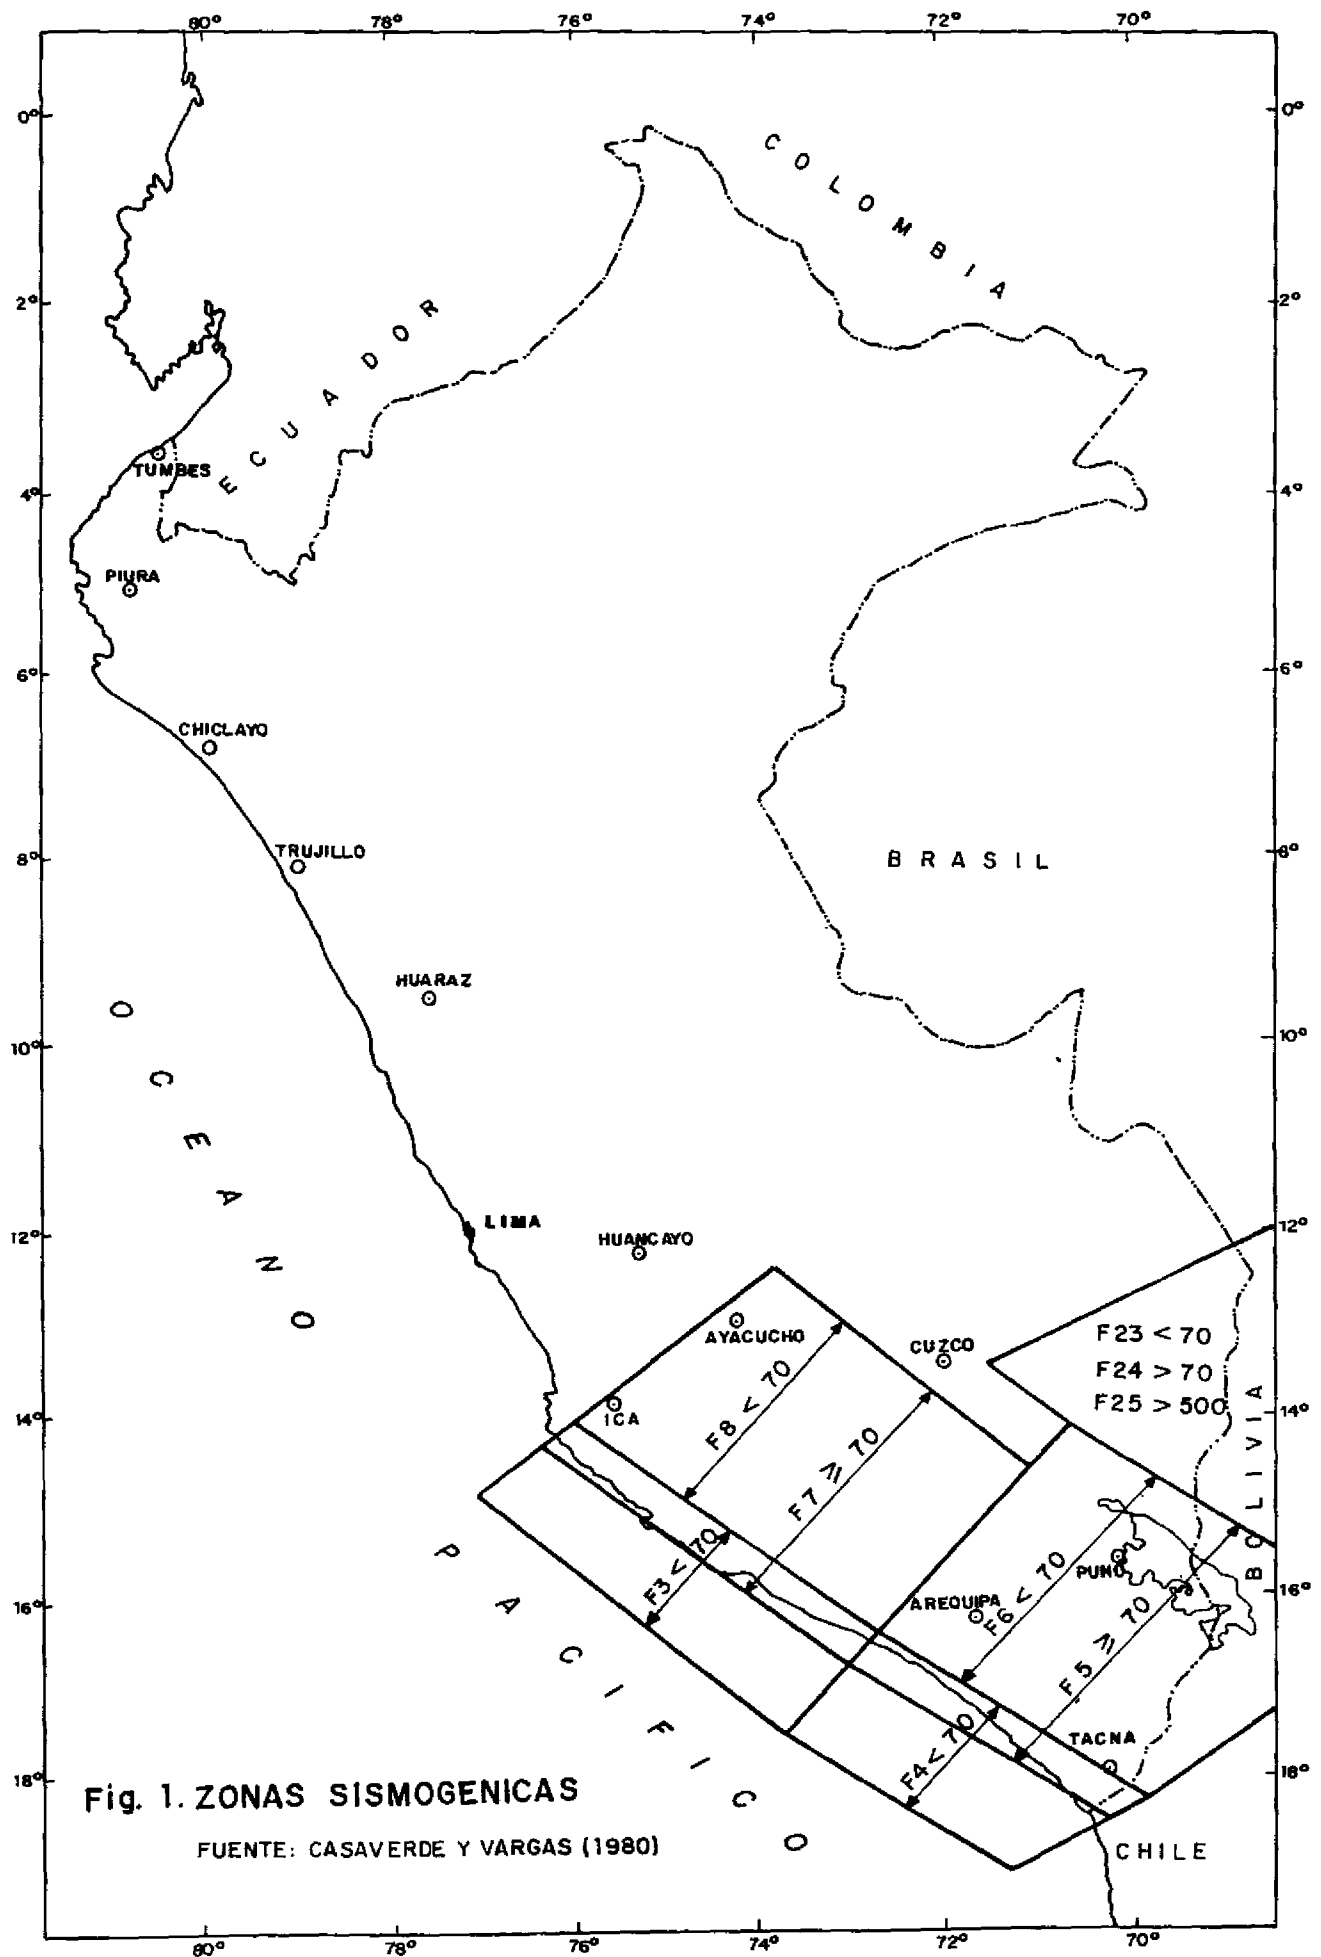 80° 78° 76° 74° 72° 70°
0° 0°
COLOMBIA
2° 2°
ECUADOR
TUMBES
4° 4°
PIURA
6° 6°
CHICLAYO
TRUJILLO
8° 8°
BRASIL
HUARAZ
10° 10°
OCEANO
LIMA
12° 12°
HUANCAYO
AYACUCHO
CUZCO
F23 < 70
F24 > 70
F25 > 500
ICA
14° 14°
F8 < 70
F7 ⩾ 70
BOLIVIA
F3 < 70
PUNO
AREQUIPA
16° 16°
F6 < 70
F5 ⩾ 70
PACIFICO
F4 < 70
TACNA
18° 18°
Fig. 1. ZONAS SISMOGENICAS
FUENTE: CASAVERDE Y VARGAS (1980)
CHILE
80° 78° 76° 74° 72° 70°